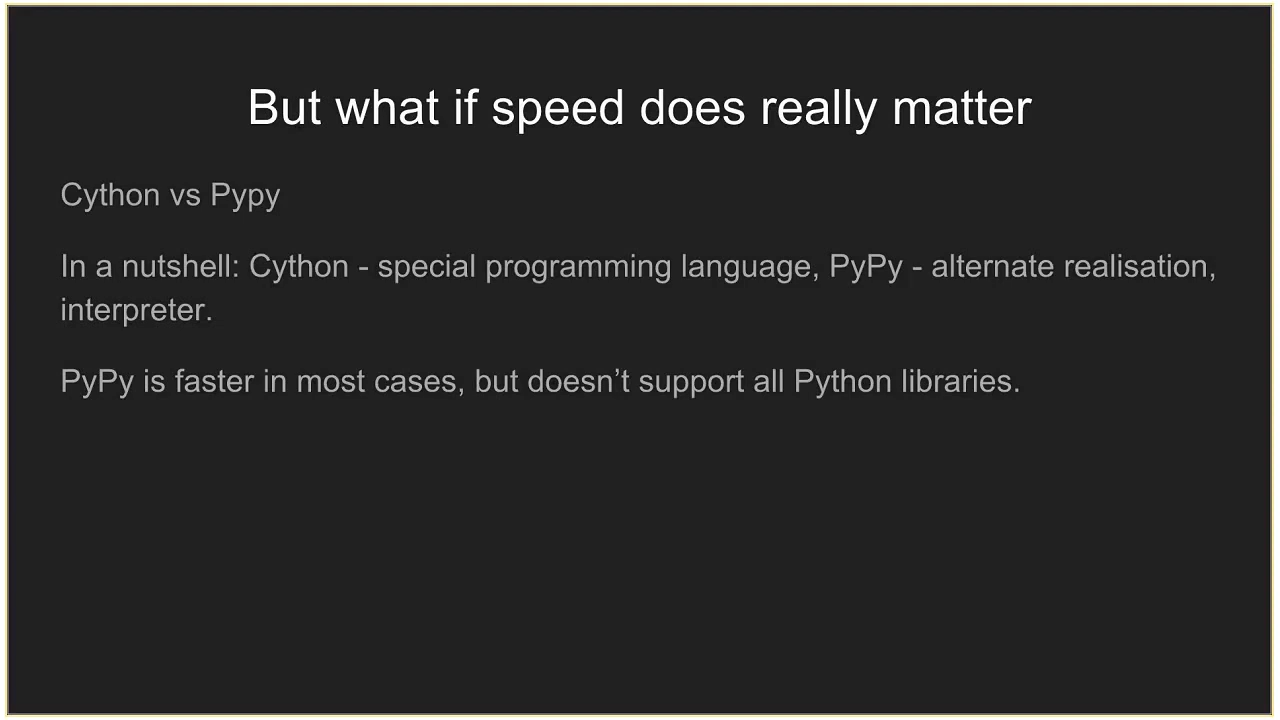 But what if speed does really matter
Cython vs Pypy
In a nutshell: Cython - special programming language, PyPy - alternate realisation,
interpreter.
PyPy is faster in most cases, but doesn’t support all Python libraries.